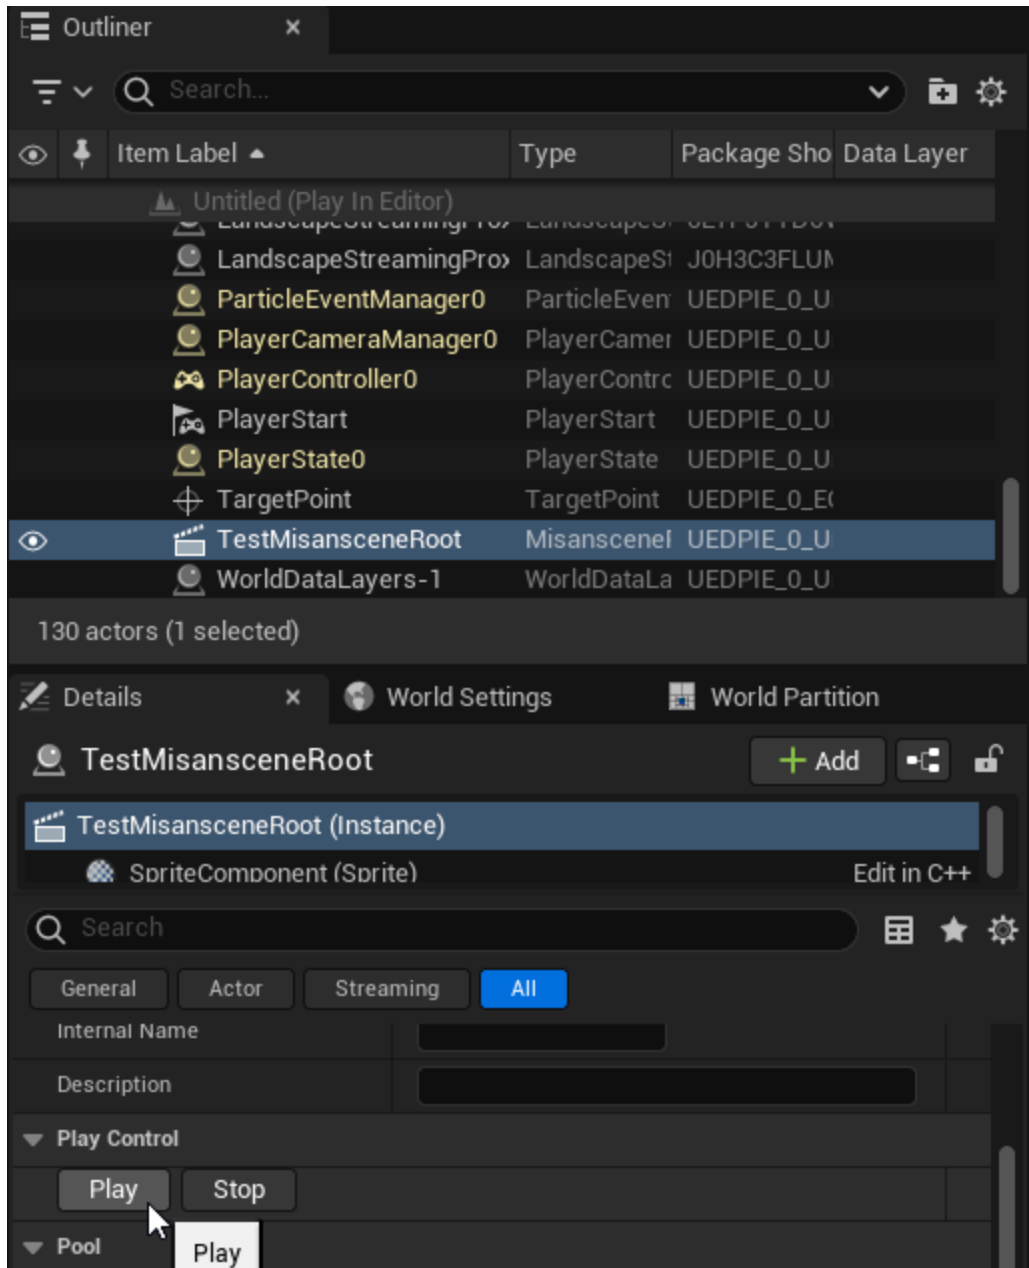 Outliner
Search...
Item Label Type Package Sho Data Layer
Untitled (Play In Editor)
LandscapeStreamingProx LandscapeSt J0H3C3FLUM
ParticleEventManager0 ParticleEven UEDPIE_0_U
PlayerCameraManager0 PlayerCamer UEDPIE_0_U
PlayerController0 PlayerContrc UEDPIE_0_U
PlayerStart PlayerStart UEDPIE_0_U
PlayerState0 PlayerState UEDPIE_0_U
TargetPoint TargetPoint UEDPIE_0_E
TestMisansceneRoot Misanscene UEDPIE_0_U
WorldDataLayers-1 WorldDataLa UEDPIE_0_U
130 actors (1 selected)
Details World Settings World Partition
TestMisansceneRoot + Add
TestMisansceneRoot (Instance)
SpriteComponent (Sprite) Edit in C++
Search
General Actor Streaming All
Internal Name
Description
Play Control
Play Stop
Pool
Play